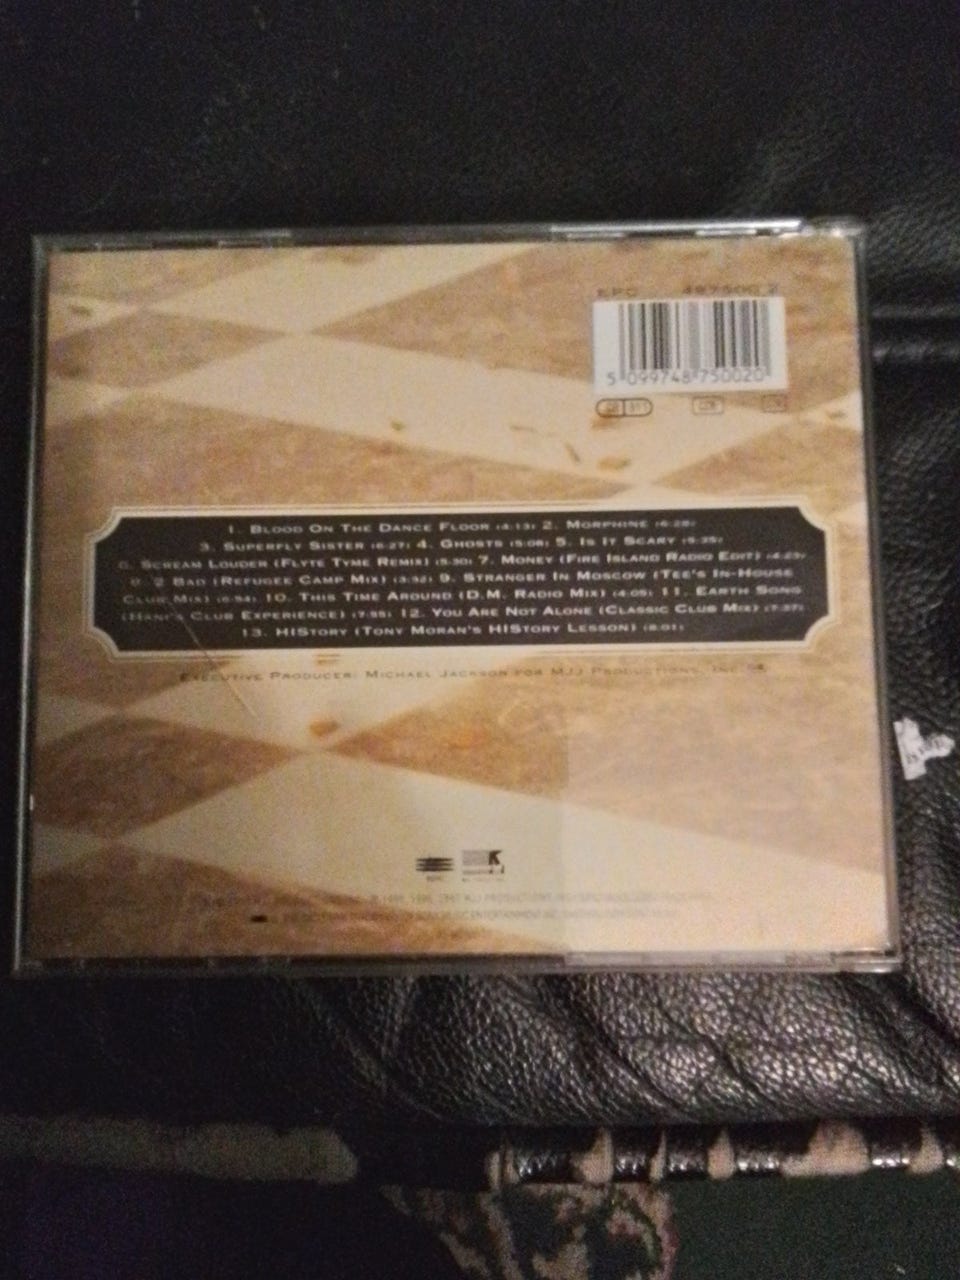 EPC 487500 2
5 099748 750020
1. Blood On The Dance Floor (4:13) 2. Morphine (6:28)
3. Superfly Sister (6:27) 4. Ghosts (5:08) 5. Is It Scary (5:35)
6. Scream Louder (Flyte Tyme Remix) (5:30) 7. Money (Fire Island Radio Edit) (4:23)
8. 2 Bad (Refugee Camp Mix) (3:32) 9. Stranger In Moscow (Tee's In-House
Club Mix) (6:54) 10. This Time Around (D.M. Radio Mix) (4:05) 11. Earth Song
(Hani's Club Experience) (7:55) 12. You Are Not Alone (Classic Club Mix) (7:37)
13. HIStory (Tony Moran's HIStory Lesson) (8:01)
Executive Producer: Michael Jackson for MJJ Productions, Inc.